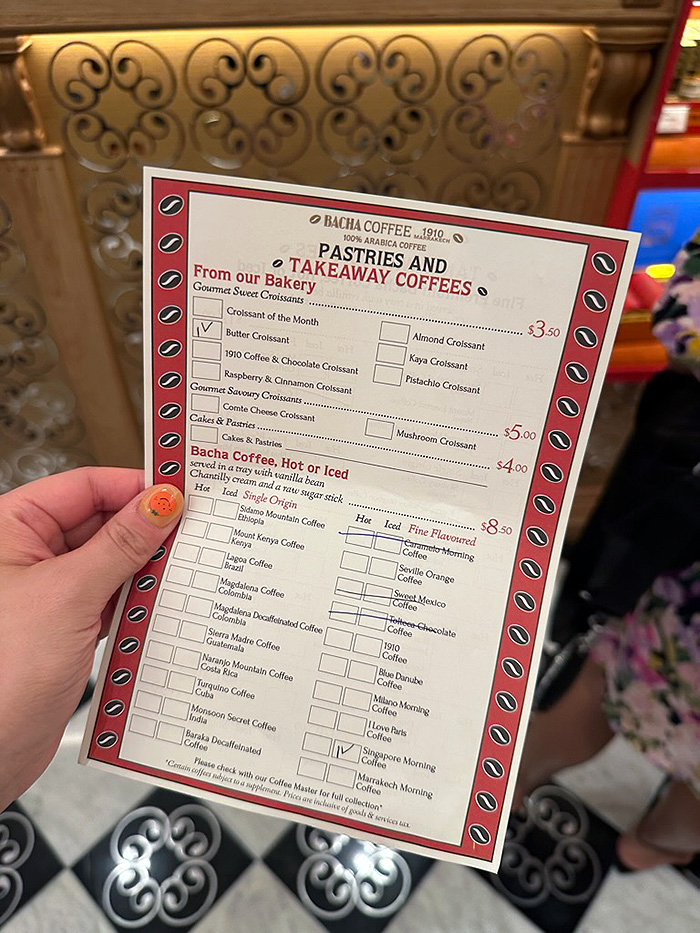 BACHA COFFEE 1910 MARRAKECH
100% ARABICA COFFEE
PASTRIES AND
TAKEAWAY COFFEES
From our Bakery
Gourmet Sweet Croissants $3.50
Croissant of the Month
1✓ Butter Croissant
1910 Coffee & Chocolate Croissant
Raspberry & Cinnamon Croissant
Almond Croissant
Kaya Croissant
Pistachio Croissant
Gourmet Savoury Croissants $5.00
Comte Cheese Croissant
Mushroom Croissant
Cakes & Pastries $4.00
Cakes & Pastries
Bacha Coffee, Hot or Iced
served in a tray with vanilla bean
Chantilly cream and a raw sugar stick $8.50
Hot Iced Single Origin
Sidamo Mountain Coffee
Ethiopia
Mount Kenya Coffee
Kenya
Lagoa Coffee
Brazil
Magdalena Coffee
Colombia
Magdalena Decaffeinated Coffee
Colombia
Sierra Madre Coffee
Guatemala
Naranjo Mountain Coffee
Costa Rica
Turquino Coffee
Cuba
Monsoon Secret Coffee
India
Baraka Decaffeinated
Coffee
Hot Iced Fine Flavoured
Caramelo Morning
Coffee
Seville Orange
Coffee
Sweet Mexico
Coffee
Tolteca Chocolate
Coffee
1910
Coffee
Blue Danube
Coffee
Milano Morning
Coffee
I Love Paris
Coffee
1✓ Singapore Morning
Coffee
Marrakech Morning
Coffee
Please check with our Coffee Master for full collection*
*Certain coffees subject to a supplement. Prices are inclusive of goods & services tax.